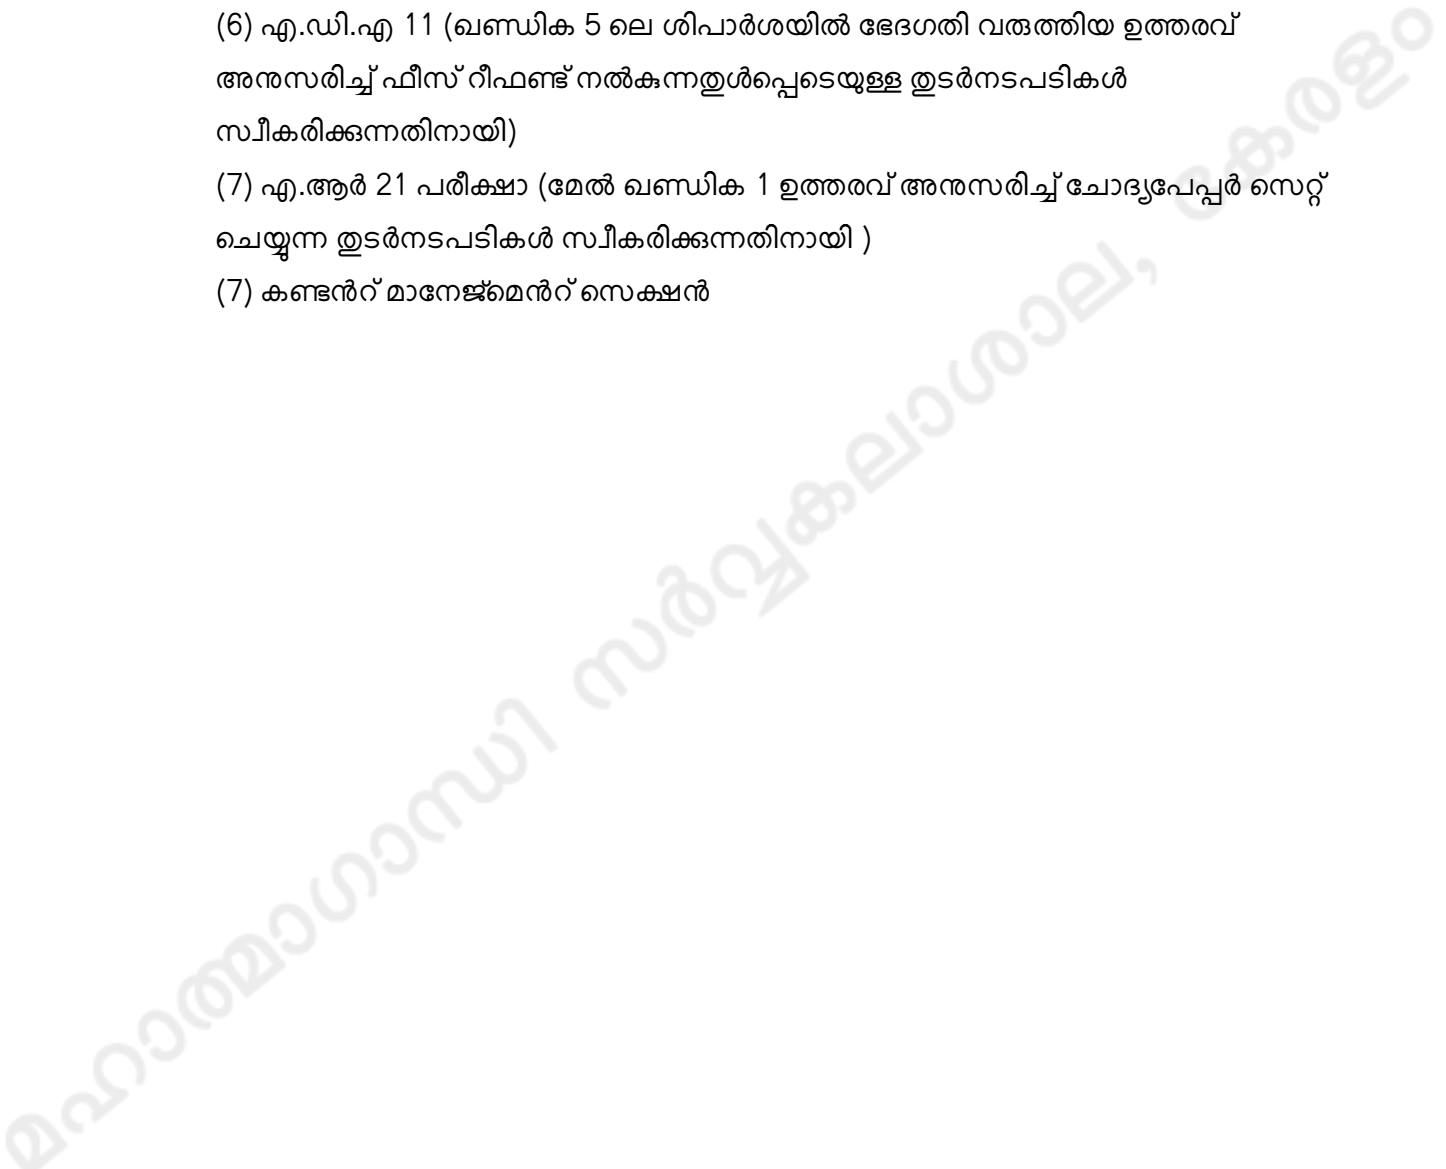 (6) എ.ഡി.എ 11 (ഖണ്ഡിക 5 ലെ ശിപാർശയിൽ ഭേദഗതി വരുത്തിയ ഉത്തരവ്
അനുസരിച്ച് ഫീസ് റീഫണ്ട് നൽകുന്നതുൾപ്പെടെയുള്ള തുടർനടപടികൾ
സ്വീകരിക്കുന്നതിനായി)
(7) എ.ആർ 21 പരീക്ഷാ (മേൽ ഖണ്ഡിക 1 ഉത്തരവ് അനുസരിച്ച് ചോദ്യപേപ്പർ സെറ്റ്
ചെയ്യുന്ന തുടർനടപടികൾ സ്വീകരിക്കുന്നതിനായി )
(7) കണ്ടൻറ് മാനേജ്മെൻറ് സെക്ഷൻ
മഹാത്മാഗാന്ധി സർവ്വകലാശാല, കേരളം